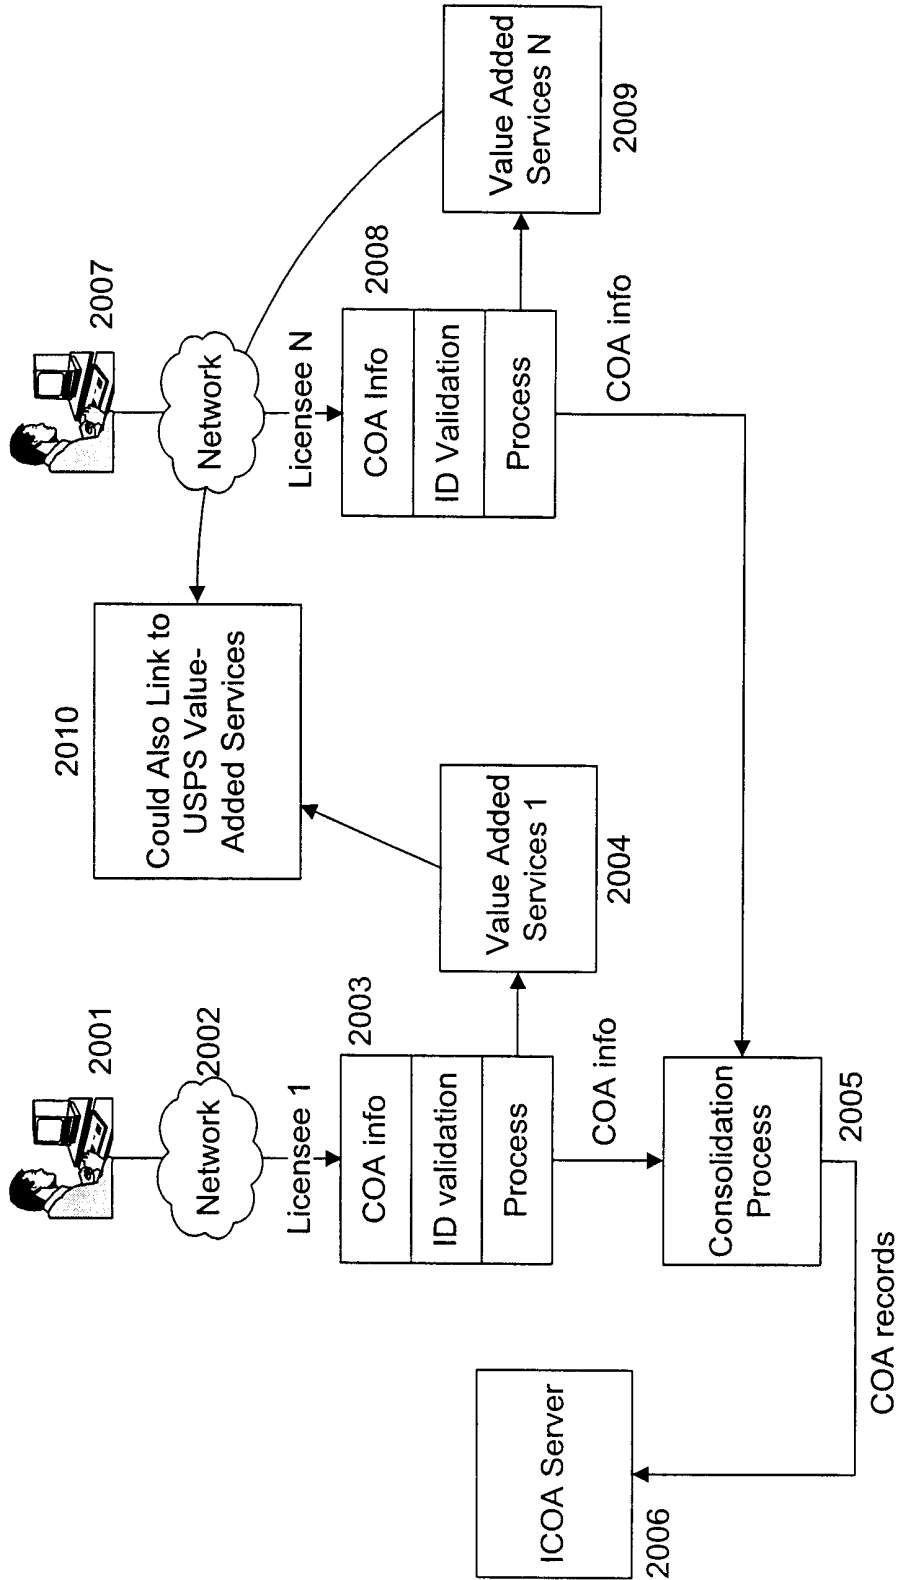 2001
2002
Network
Licensee 1
2003
COA info
ID validation
Process
Value Added
Services 1
2004
COA info
Consolidation
Process
2005
COA records
ICOA Server
2006
2010
Could Also Link to
USPS Value-
Added Services
2007
Network
Licensee N
2008
COA Info
ID Validation
Process
Value Added
Services N
2009
COA info